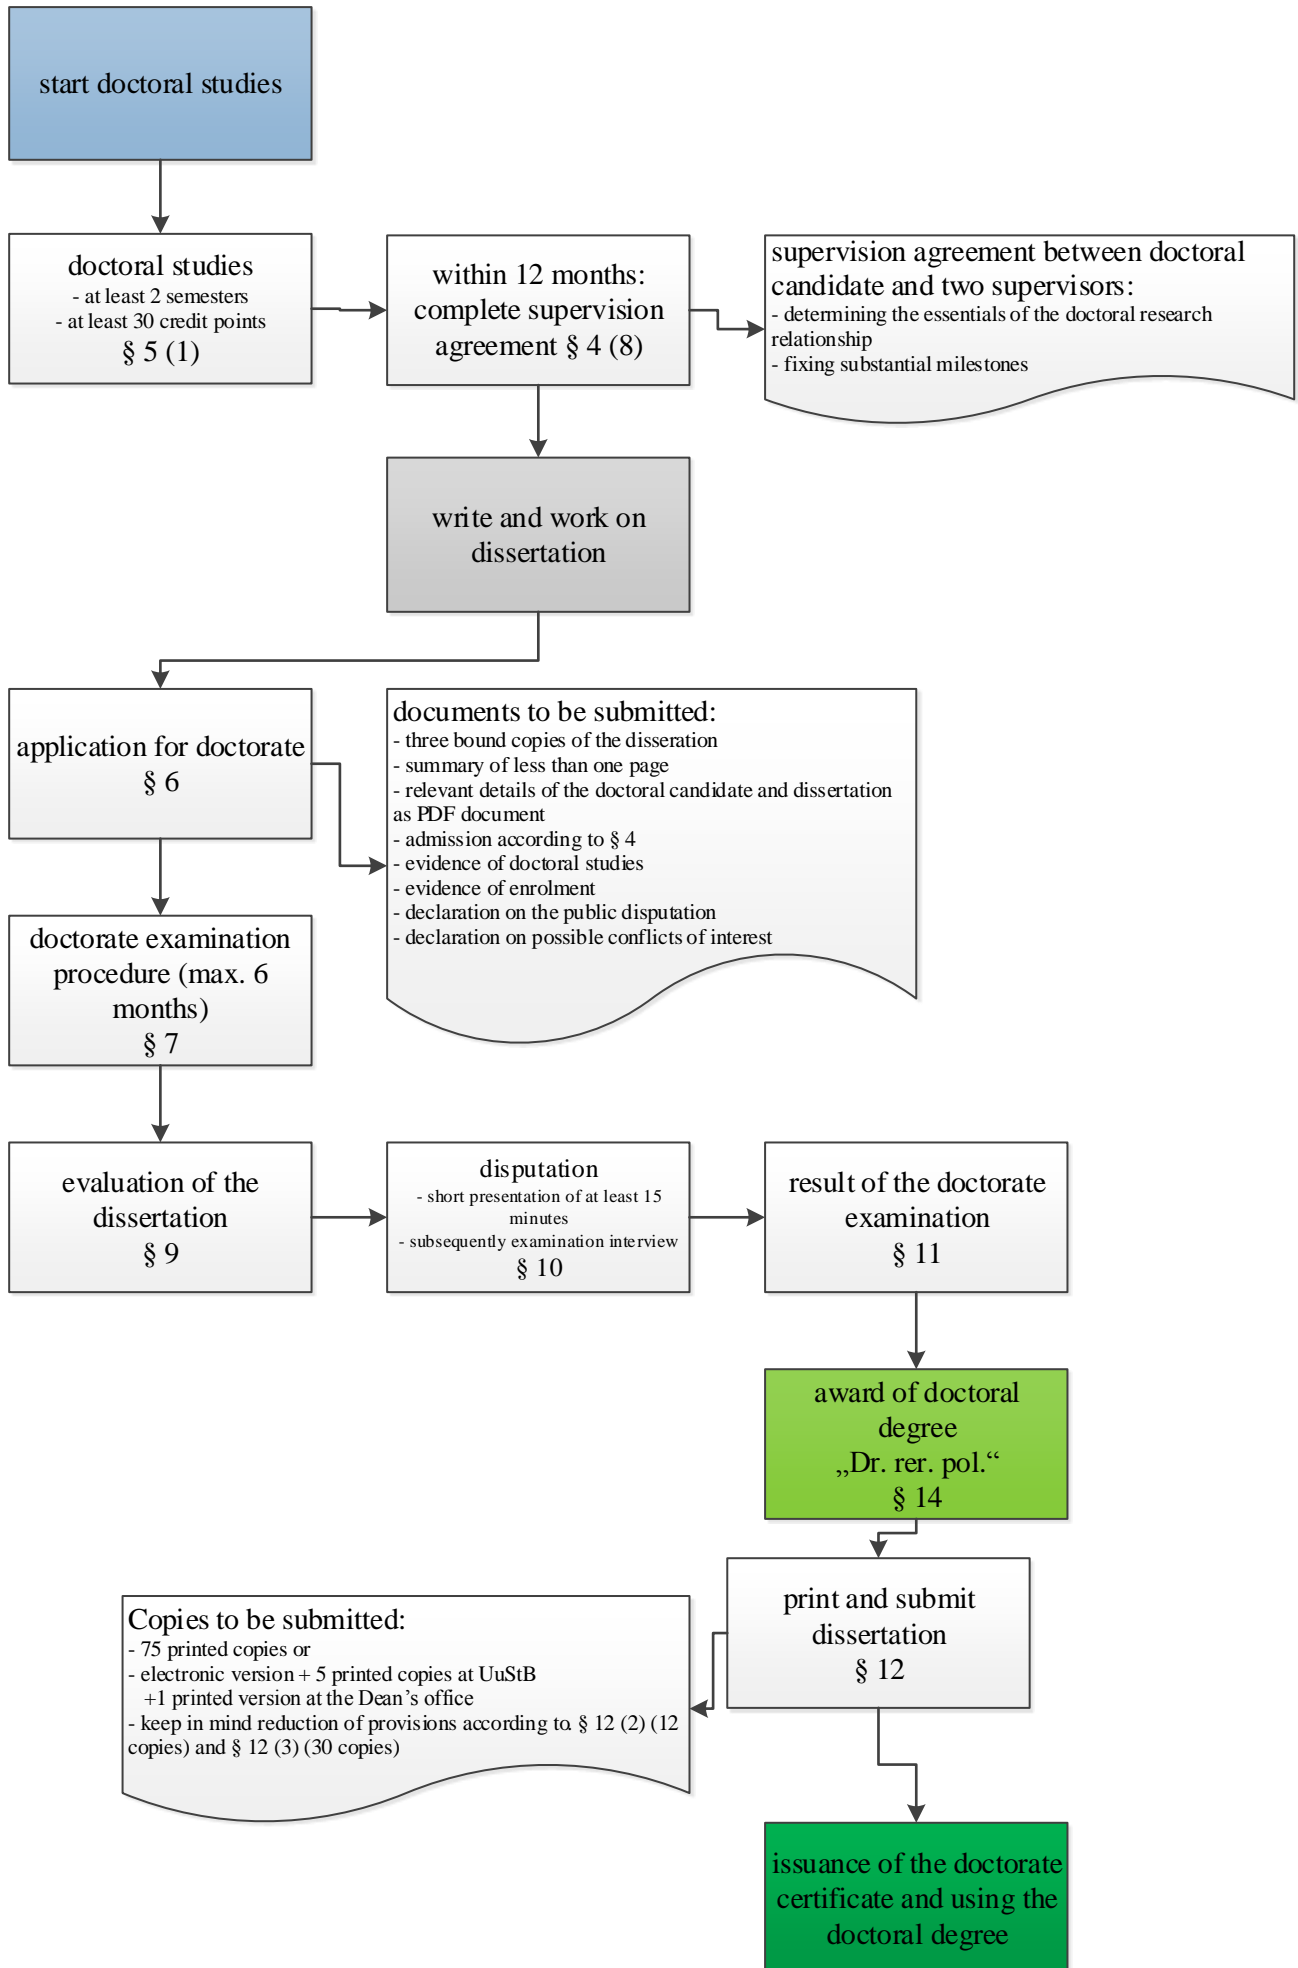 start doctoral studies
doctoral studies
- at least 2 semesters
- at least 30 credit points
§ 5 (1)
within 12 months:
complete supervision
agreement § 4 (8)
supervision agreement between doctoral
candidate and two supervisors:
- determining the essentials of the doctoral research
relationship
- fixing substantial milestones
write and work on
dissertation
application for doctorate
§ 6
documents to be submitted:
- three bound copies of the disseration
- summary of less than one page
- relevant details of the doctoral candidate and dissertation
as PDF document
- admission according to § 4
- evidence of doctoral studies
- evidence of enrolment
- declaration on the public disputation
- declaration on possible conflicts of interest
doctorate examination
procedure (max. 6
months)
§ 7
evaluation of the
dissertation
§ 9
disputation
- short presentation of at least 15
minutes
- subsequently examination interview
§ 10
result of the doctorate
examination
§ 11
award of doctoral
degree
„Dr. rer. pol.“
§ 14
print and submit
dissertation
§ 12
Copies to be submitted:
- 75 printed copies or
- electronic version + 5 printed copies at UuStB
+1 printed version at the Dean’s office
- keep in mind reduction of provisions according to. § 12 (2) (12
copies) and § 12 (3) (30 copies)
issuance of the doctorate
certificate and using the
doctoral degree